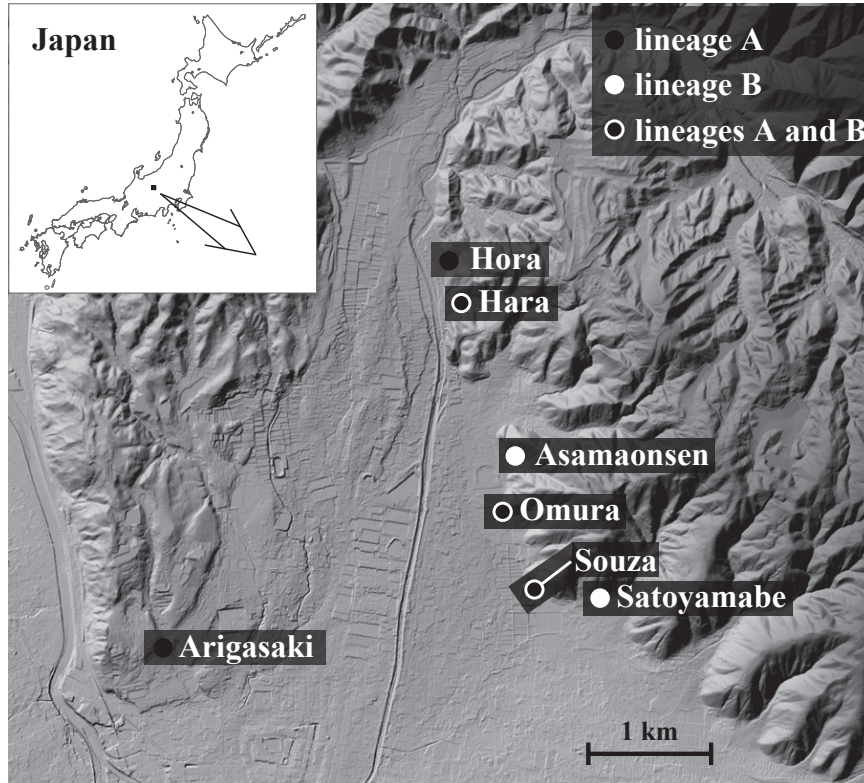 Japan
lineage A
lineage B
lineages A and B
Hora
Hara
Asamaonsen
Omura
Souza
Satoyamabe
Arigasaki
1 km